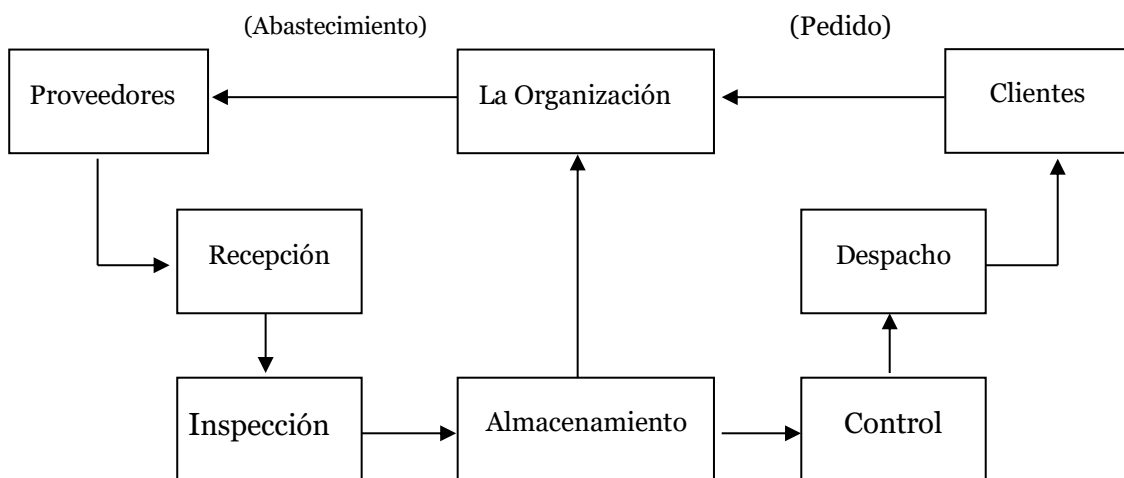 (Abastecimiento)
(Pedido)
Proveedores
La Organización
Clientes
Recepción
Despacho
Inspección
Almacenamiento
Control